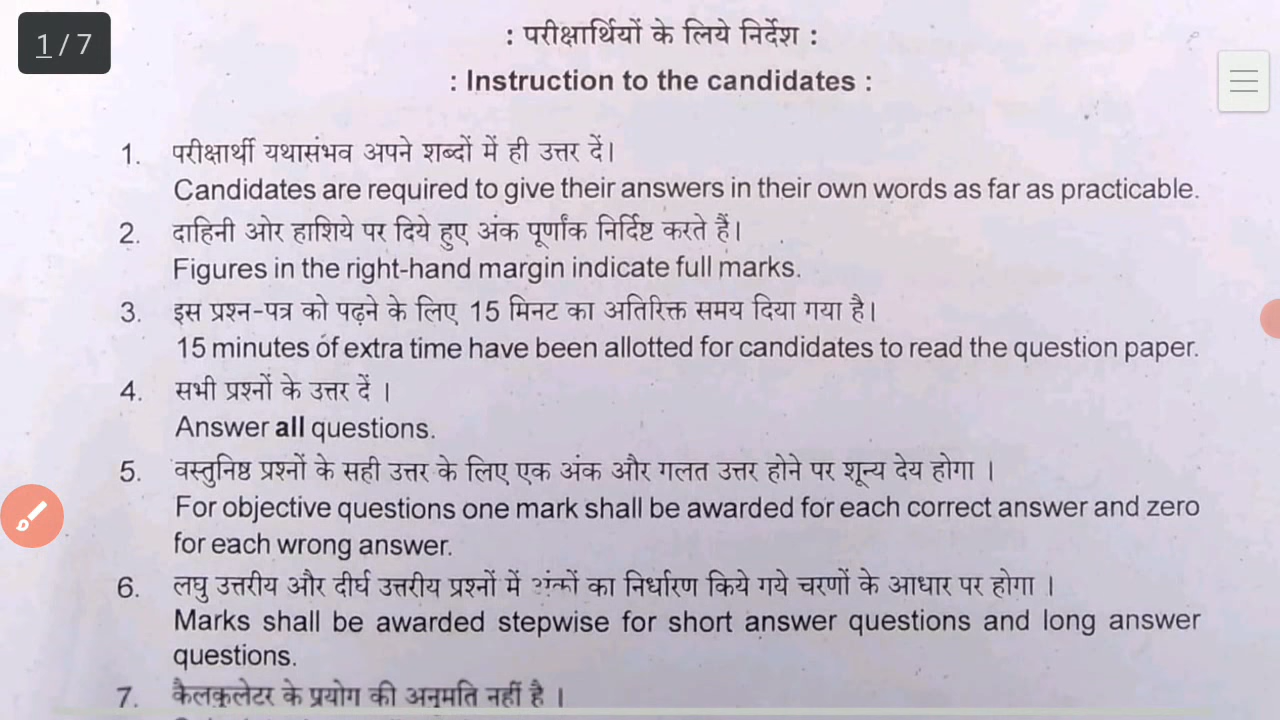 1 / 7
: परीक्षार्थियों के लिये निर्देश :
: Instruction to the candidates :
1. परीक्षार्थी यथासंभव अपने शब्दों में ही उत्तर दें।
Candidates are required to give their answers in their own words as far as practicable.
2. दाहिनी ओर हाशिये पर दिये हुए अंक पूर्णांक निर्दिष्ट करते हैं।
Figures in the right-hand margin indicate full marks.
3. इस प्रश्न-पत्र को पढ़ने के लिए 15 मिनट का अतिरिक्त समय दिया गया है।
15 minutes of extra time have been allotted for candidates to read the question paper.
4. सभी प्रश्नों के उत्तर दें ।
Answer all questions.
5. वस्तुनिष्ठ प्रश्नों के सही उत्तर के लिए एक अंक और गलत उत्तर होने पर शून्य देय होगा ।
For objective questions one mark shall be awarded for each correct answer and zero
for each wrong answer.
6. लघु उत्तरीय और दीर्घ उत्तरीय प्रश्नों में अंकों का निर्धारण किये गये चरणों के आधार पर होगा ।
Marks shall be awarded stepwise for short answer questions and long answer
questions.
7. कैलकुलेटर के प्रयोग की अनुमति नहीं है ।